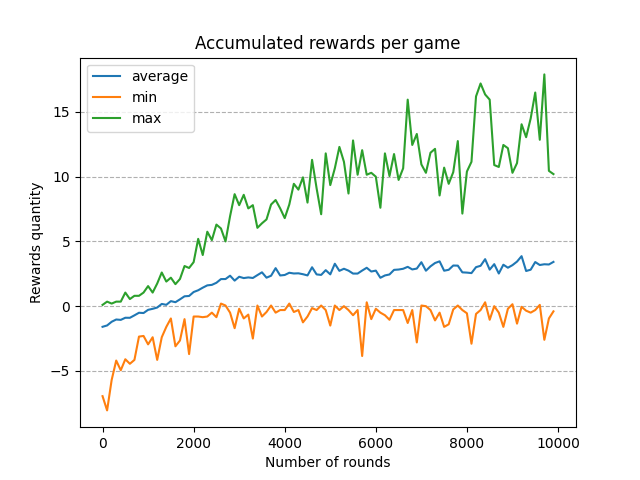 Accumulated rewards per game
average
min
max
Rewards quantity
15
10
5
0
−5
0 2000 4000 6000 8000 10000
Number of rounds